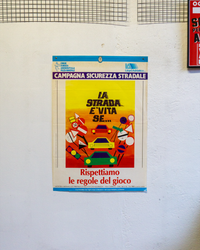 CAMPAGNA SICUREZZA STRADALE
LA
STRADA
E' VITA
SE...
Rispettiamo
le regole del gioco